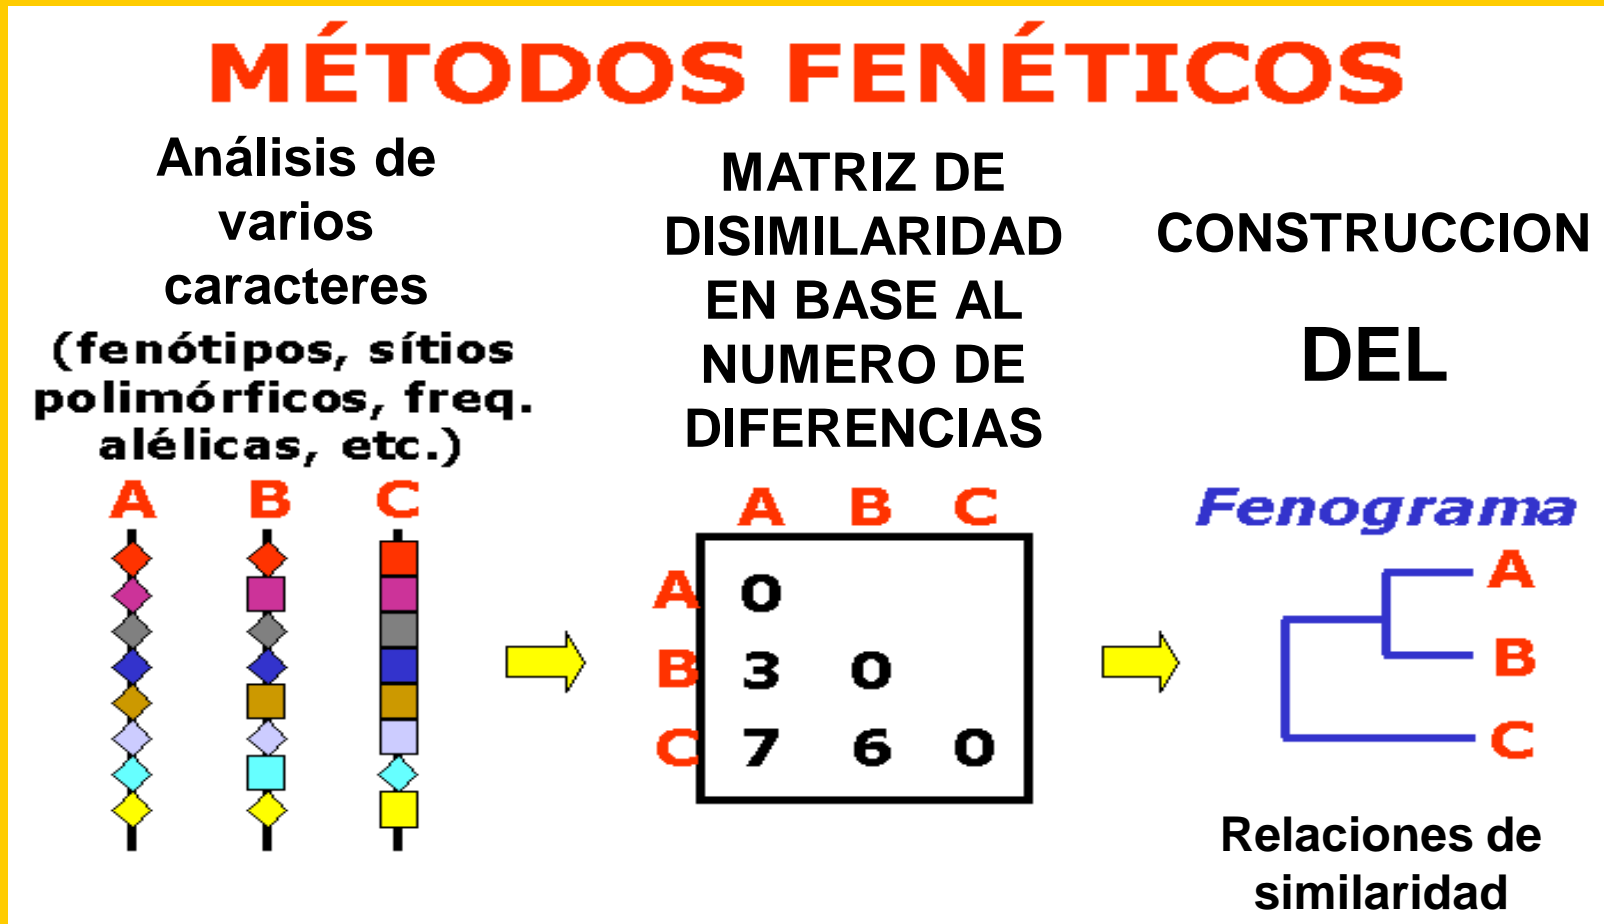 MÉTODOS FENÉTICOS
Análisis de
varios
caracteres
(fenótipos, sítios
polimórficos, freq.
alélicas, etc.)
A B C
MATRIZ DE
DISIMILARIDAD
EN BASE AL
NUMERO DE
DIFERENCIAS
A B C
A 0
B 3 0
C 7 6 0
CONSTRUCCION
DEL
Fenograma
A
B
C
Relaciones de
similaridad